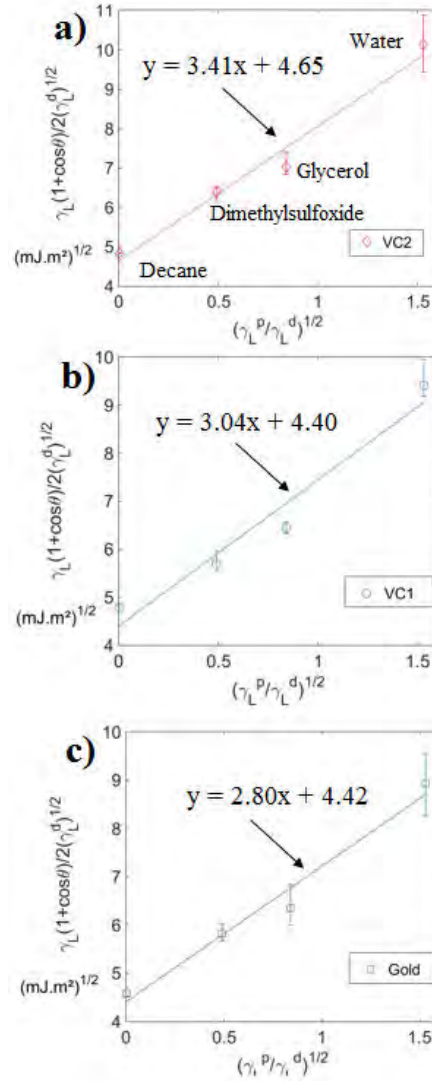 a)
11
10
9
8
7
6
5
4
γL(1+cosθ)/2(γL^d)^1/2
(mJ.m²)^1/2
y = 3.41x + 4.65
Water
Glycerol
Dimethylsulfoxide
Decane
VC2
0 0.5 1 1.5
(γL^p/γL^d)^1/2
b)
10
9
8
7
6
5
4
γL(1+cosθ)/2(γL^d)^1/2
(mJ.m²)^1/2
y = 3.04x + 4.40
VC1
0 0.5 1 1.5
(γL^p/γL^d)^1/2
c)
10
9
8
7
6
5
4
γL(1+cosθ)/2(γL^d)^1/2
(mJ.m²)^1/2
y = 2.80x + 4.42
Gold
0 0.5 1 1.5
(γL^p/γL^d)^1/2